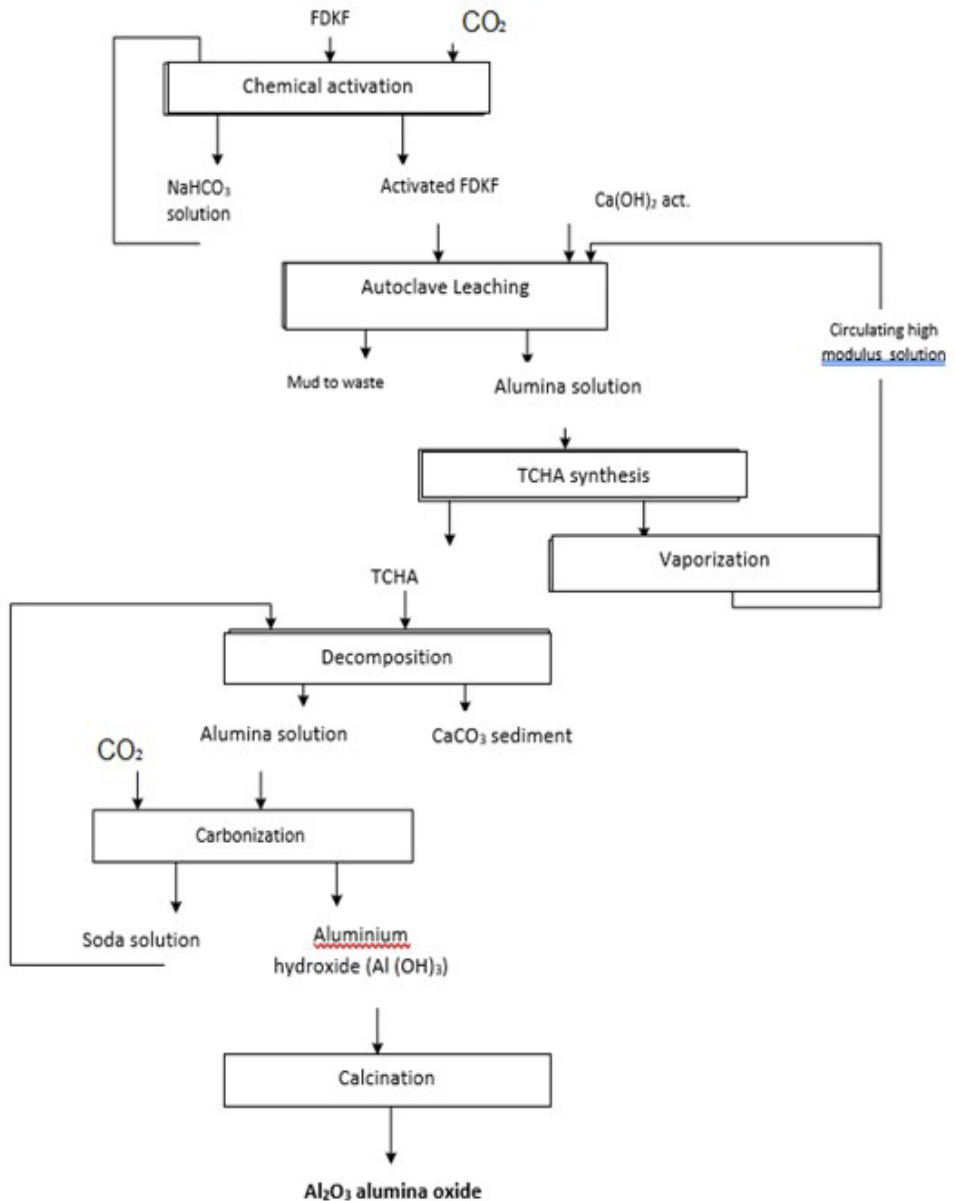 FDKF
CO₂
Chemical activation
NaHCO₃
solution
Activated FDKF
Ca(OH)₂ act.
Autoclave Leaching
Circulating high
modulus solution
Mud to waste
Alumina solution
TCHA synthesis
Vaporization
TCHA
Decomposition
Alumina solution
CaCO₃ sediment
CO₂
Carbonization
Soda solution
Aluminium
hydroxide (Al (OH)₃)
Calcination
Al₂O₃ alumina oxide